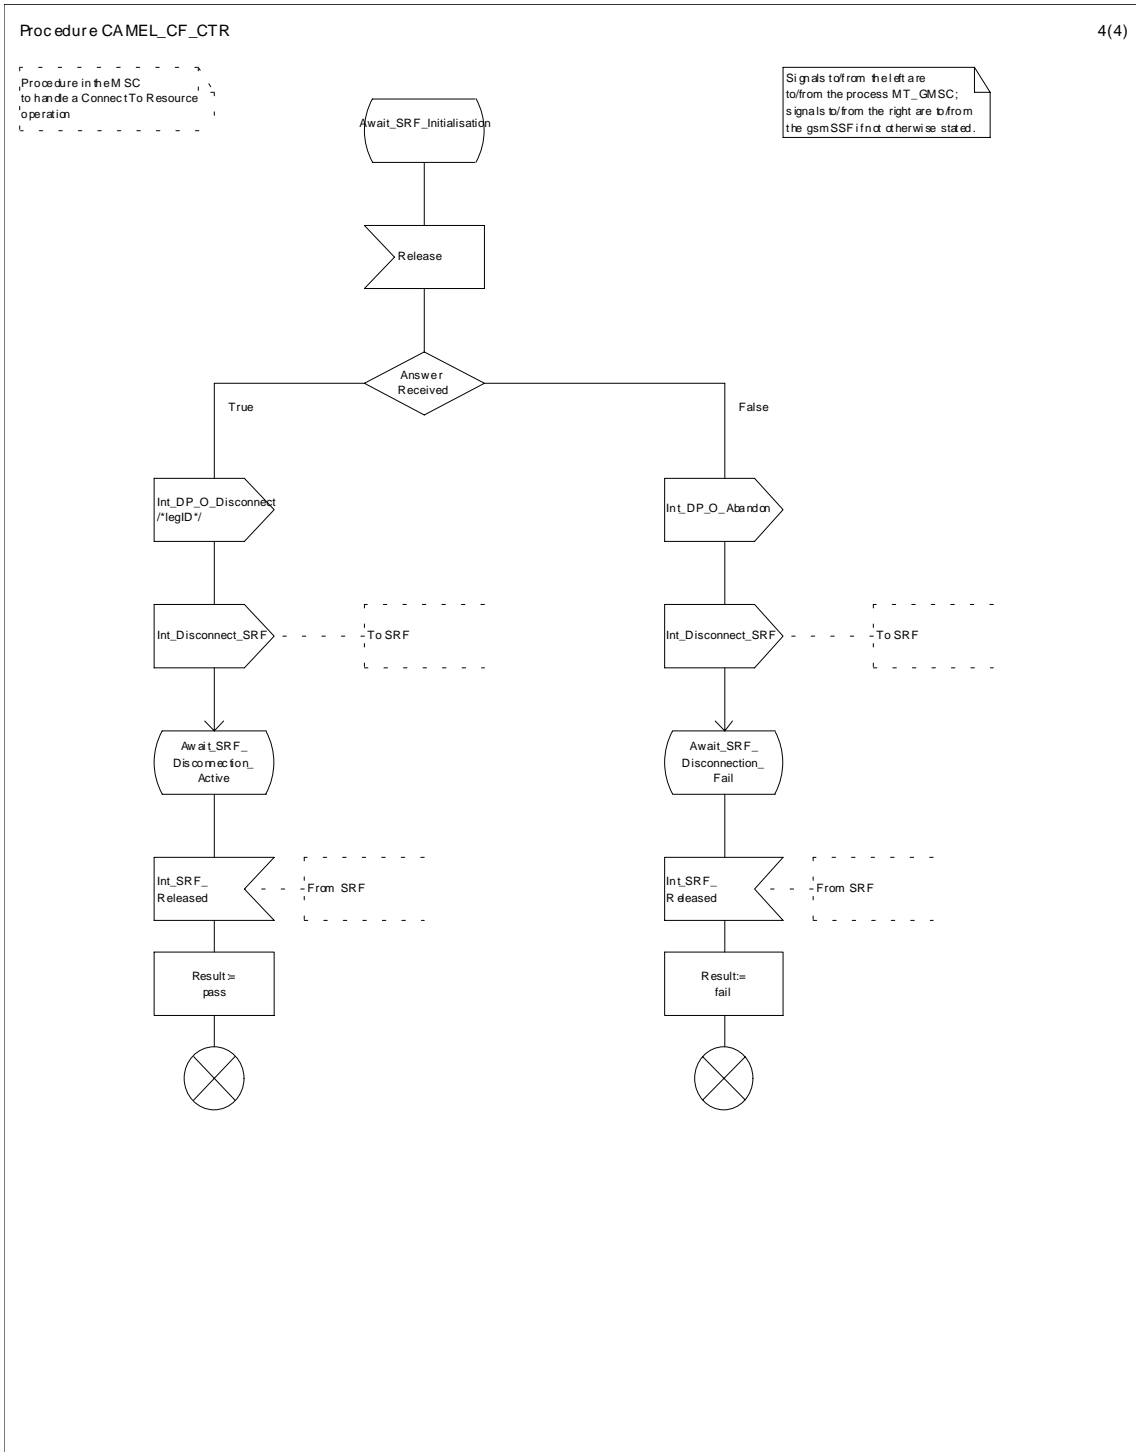 Procedure CAMEL_CF_CTR
4(4)
Procedure in the MSC
to handle a Connect To Resource
operation
Signals to/from the left are
to/from the process MT_GMSC;
signals to/from the right are to/from
the gsmSSF if not otherwise stated.
Await_SRF_Initialisation
Release
Answer
Received
True
False
Int_DP_O_Disconnect
/*legID*/
Int_DP_O_Abandon
Int_Disconnect_SRF
To SRF
Int_Disconnect_SRF
To SRF
Await_SRF_
Disconnection_
Active
Await_SRF_
Disconnection_
Fail
Int_SRF_
Released
From SRF
Int_SRF_
Released
From SRF
Result:=
pass
Result:=
fail